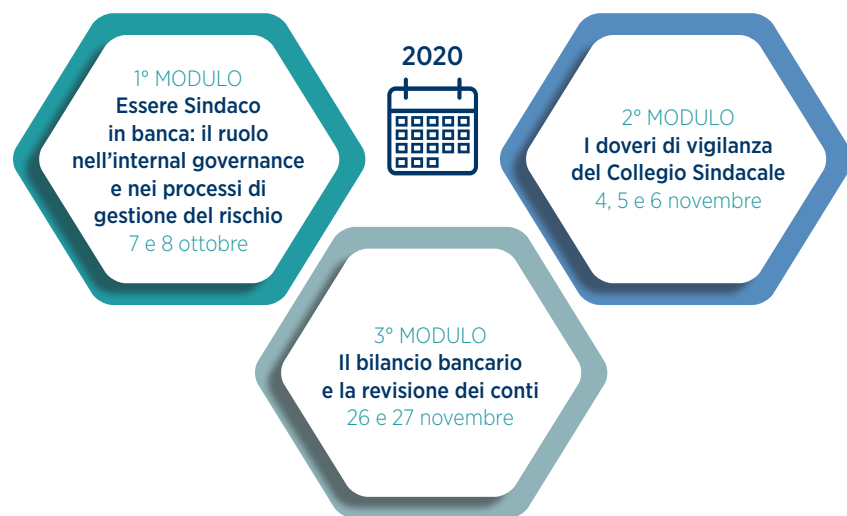 1° MODULO
Essere Sindaco
in banca: il ruolo
nell'internal governance
e nei processi di
gestione del rischio
7 e 8 ottobre
2020
2° MODULO
I doveri di vigilanza
del Collegio Sindacale
4, 5 e 6 novembre
3° MODULO
Il bilancio bancario
e la revisione dei conti
26 e 27 novembre